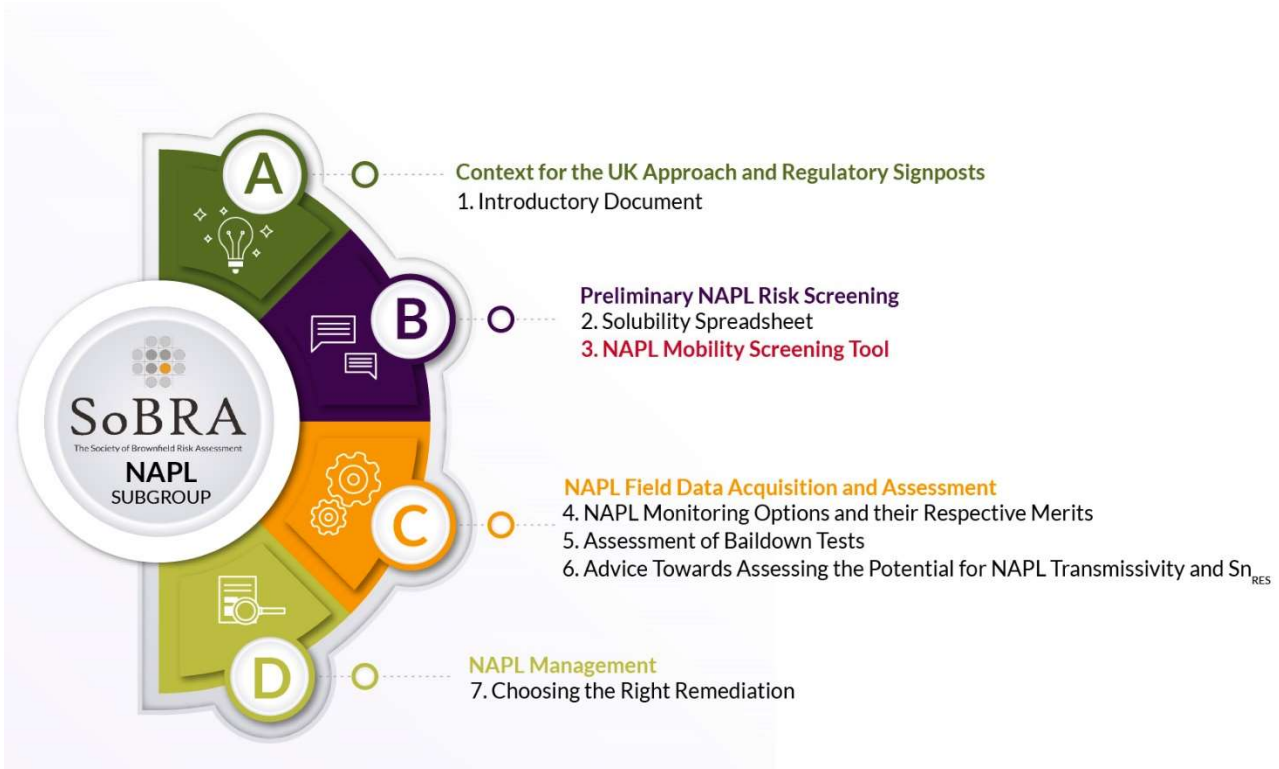 A
Context for the UK Approach and Regulatory Signposts
1. Introductory Document
B
Preliminary NAPL Risk Screening
2. Solubility Spreadsheet
3. NAPL Mobility Screening Tool
SoBRA
The Society of Brownfield Risk Assessment
NAPL
SUBGROUP
C
NAPL Field Data Acquisition and Assessment
4. NAPL Monitoring Options and their Respective Merits
5. Assessment of Baildown Tests
6. Advice Towards Assessing the Potential for NAPL Transmissivity and Sn RES
D
NAPL Management
7. Choosing the Right Remediation